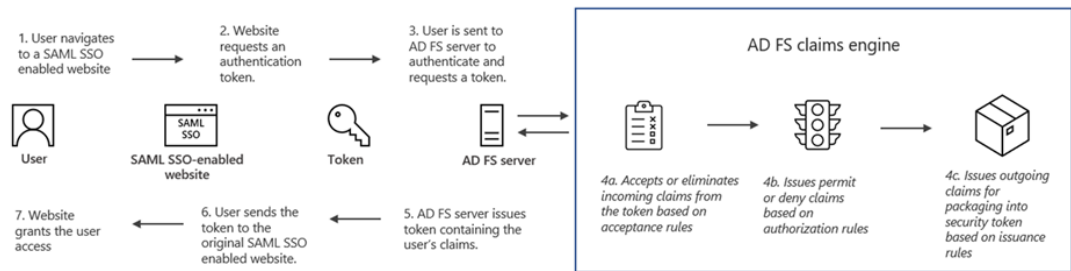 1. User navigates
to a SAML SSO
enabled website
2. Website
requests an
authentication
token.
3. User is sent to
AD FS server to
authenticate and
requests a token.
AD FS claims engine
SAML
SSO
User
SAML SSO-enabled
website
Token
AD FS server
4a. Accepts or eliminates
incoming claims from
the token based on
acceptance rules
4b. Issues permit
or deny claims
based on
authorization rules
4c. Issues outgoing
claims for
packaging into
security token
based on issuance
rules
7. Website
grants the user
access
6. User sends the
token to the
original SAML SSO
enabled website.
5. AD FS server issues
token containing the
user's claims.